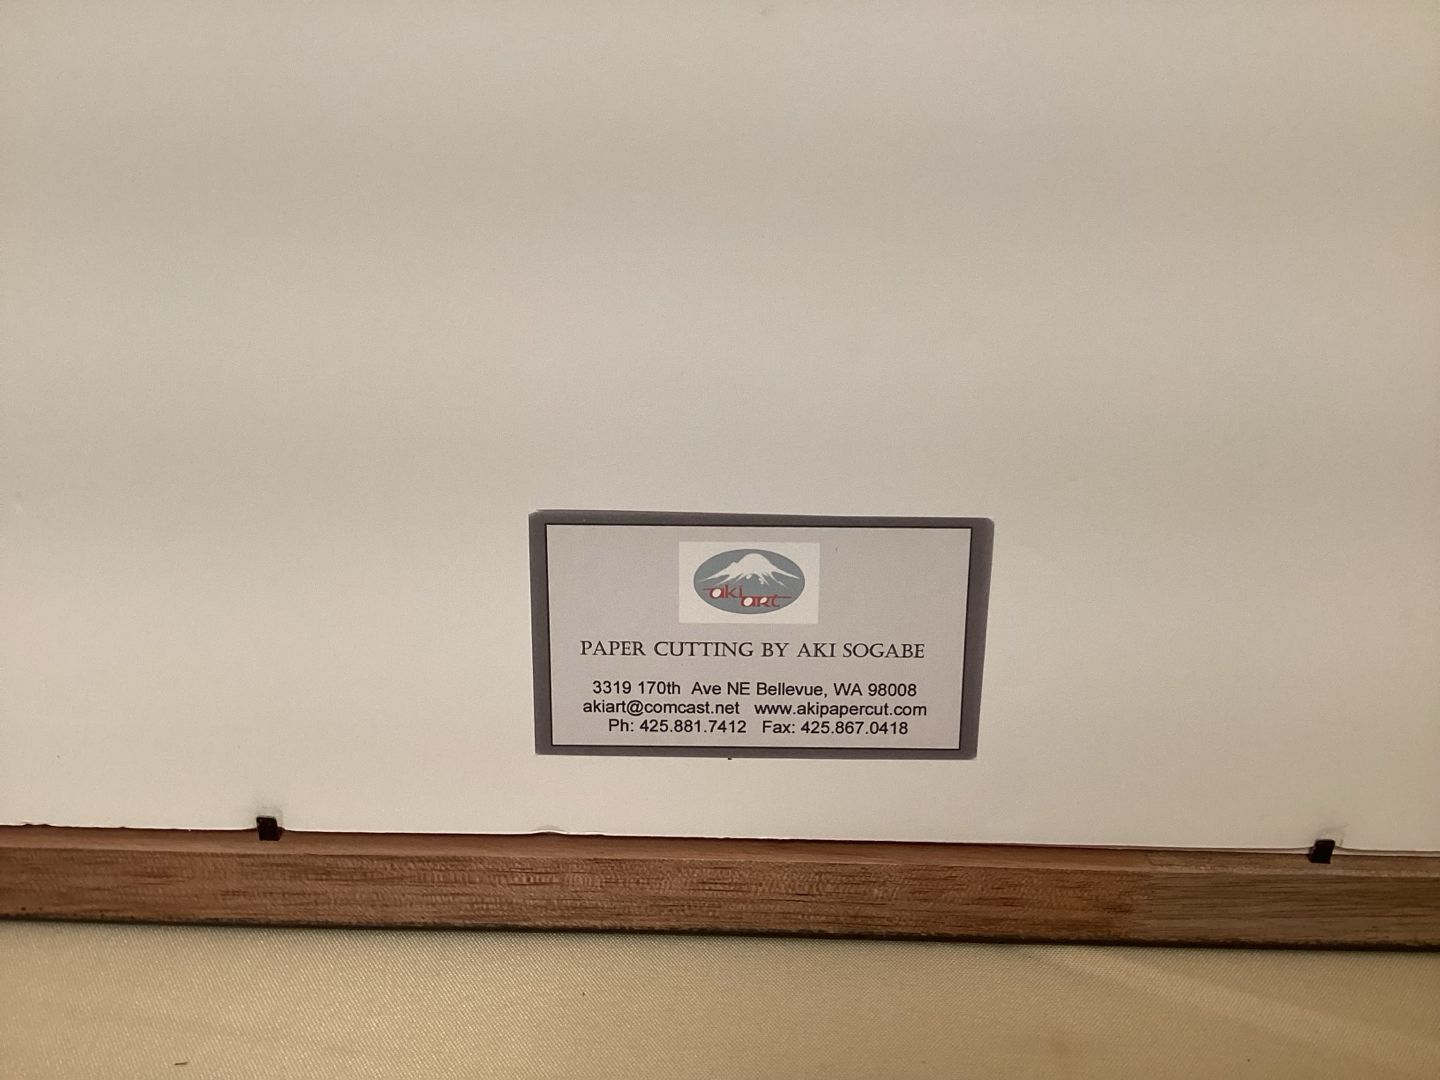 aki art
PAPER CUTTING BY AKI SOGABE
3319 170th Ave NE Bellevue, WA 98008
akiart@comcast.net www.akipapercut.com
Ph: 425.881.7412 Fax: 425.867.0418